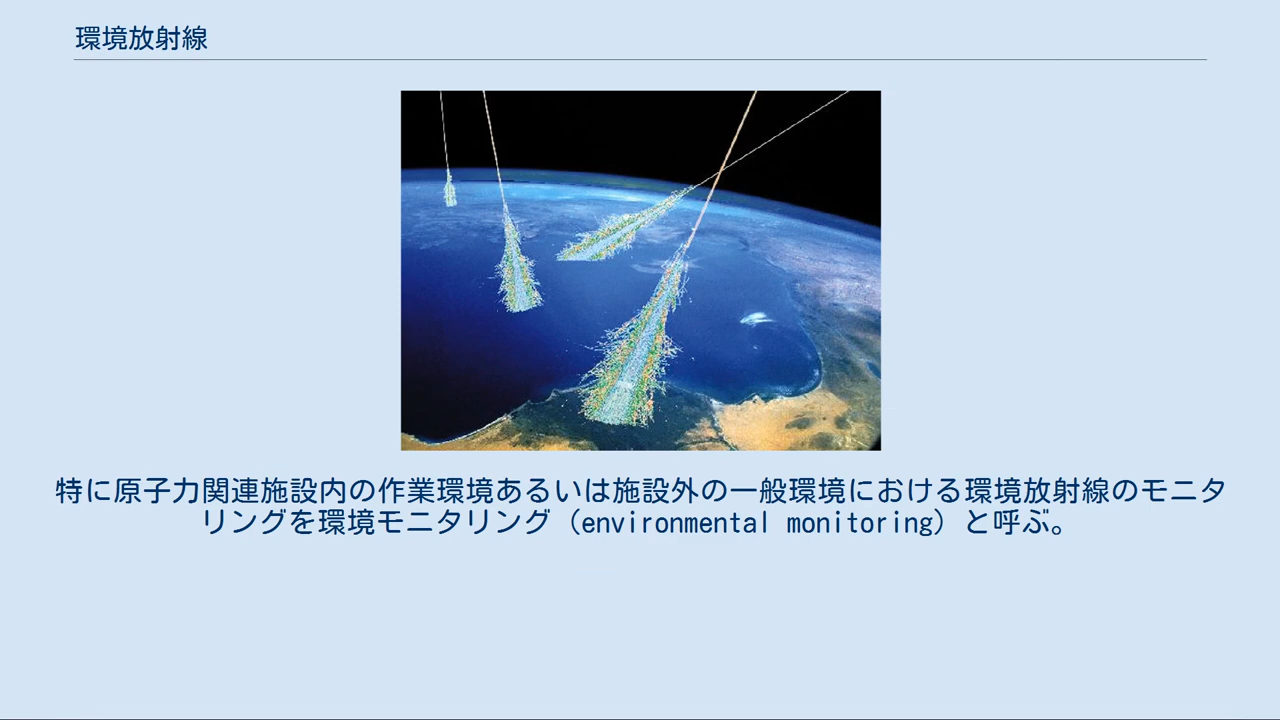 環境放射線
特に原子力関連施設内の作業環境あるいは施設外の一般環境における環境放射線のモニタ
リングを環境モニタリング（environmental monitoring）と呼ぶ。